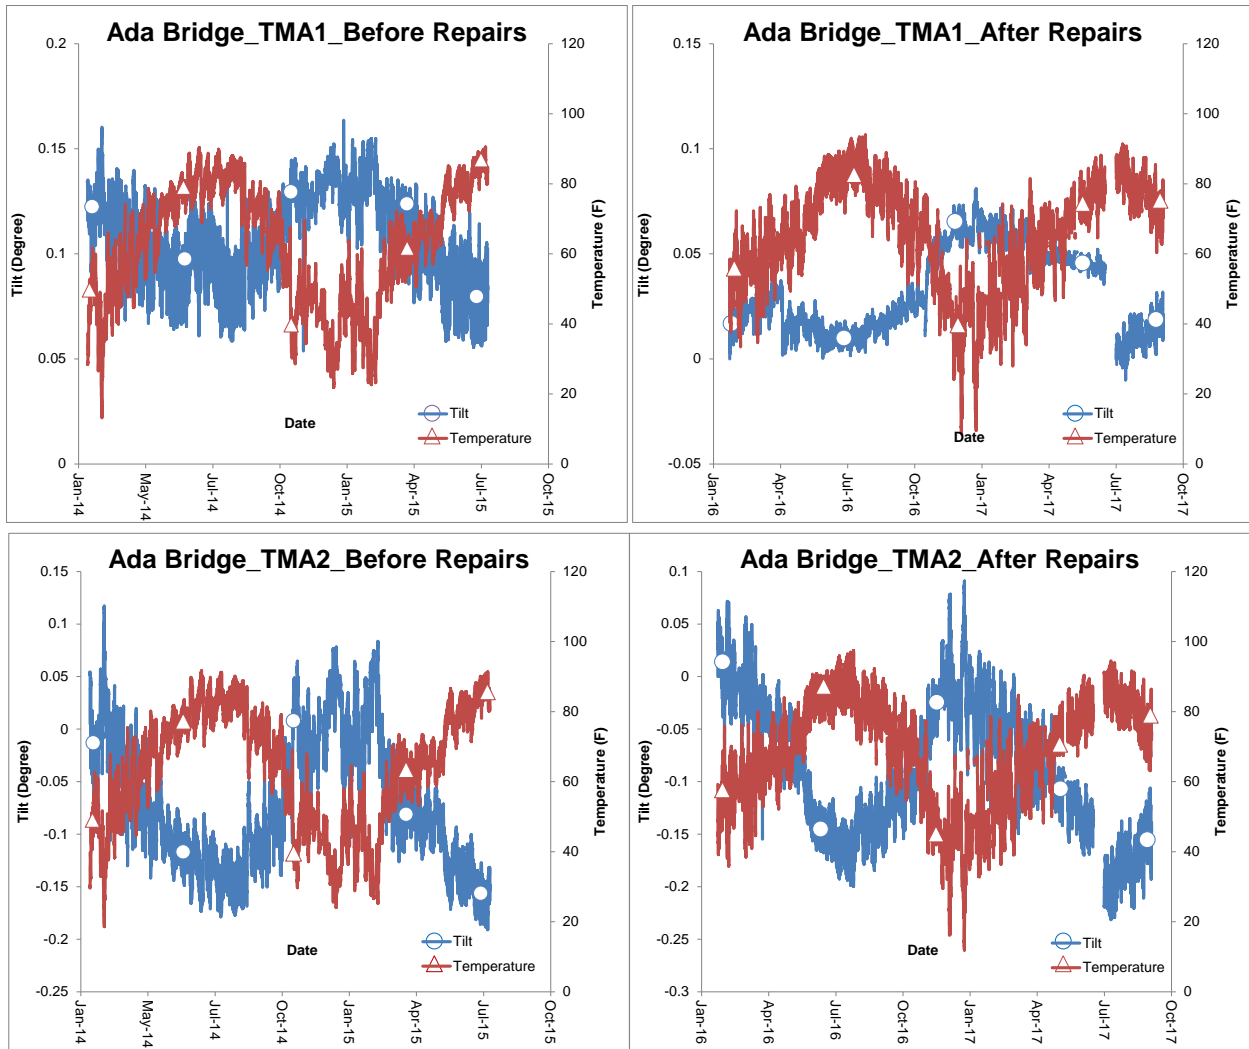 Ada Bridge_TMA1_Before Repairs
0.2
0.15
0.1
0.05
0
Tilt (Degree)
120
100
80
60
40
20
0
Temperature (F)
Date
Tilt
Temperature
Jan-14
May-14
Jul-14
Oct-14
Jan-15
Apr-15
Jul-15
Oct-15
Ada Bridge_TMA1_After Repairs
0.15
0.1
0.05
0
-0.05
Tilt (Degree)
120
100
80
60
40
20
0
Temperature (F)
Date
Tilt
Temperature
Jan-16
Apr-16
Jul-16
Oct-16
Jan-17
Apr-17
Jul-17
Oct-17
Ada Bridge_TMA2_Before Repairs
0.15
0.1
0.05
0
-0.05
-0.1
-0.15
-0.2
-0.25
Tilt (Degree)
120
100
80
60
40
20
0
Temperature (F)
Date
Tilt
Temperature
Jan-14
May-14
Jul-14
Oct-14
Jan-15
Apr-15
Jul-15
Oct-15
Ada Bridge_TMA2_After Repairs
0.1
0.05
0
-0.05
-0.1
-0.15
-0.2
-0.25
-0.3
Tilt (Degree)
120
100
80
60
40
20
0
Temperature (F)
Date
Tilt
Temperature
Jan-16
Apr-16
Jul-16
Oct-16
Jan-17
Apr-17
Jul-17
Oct-17